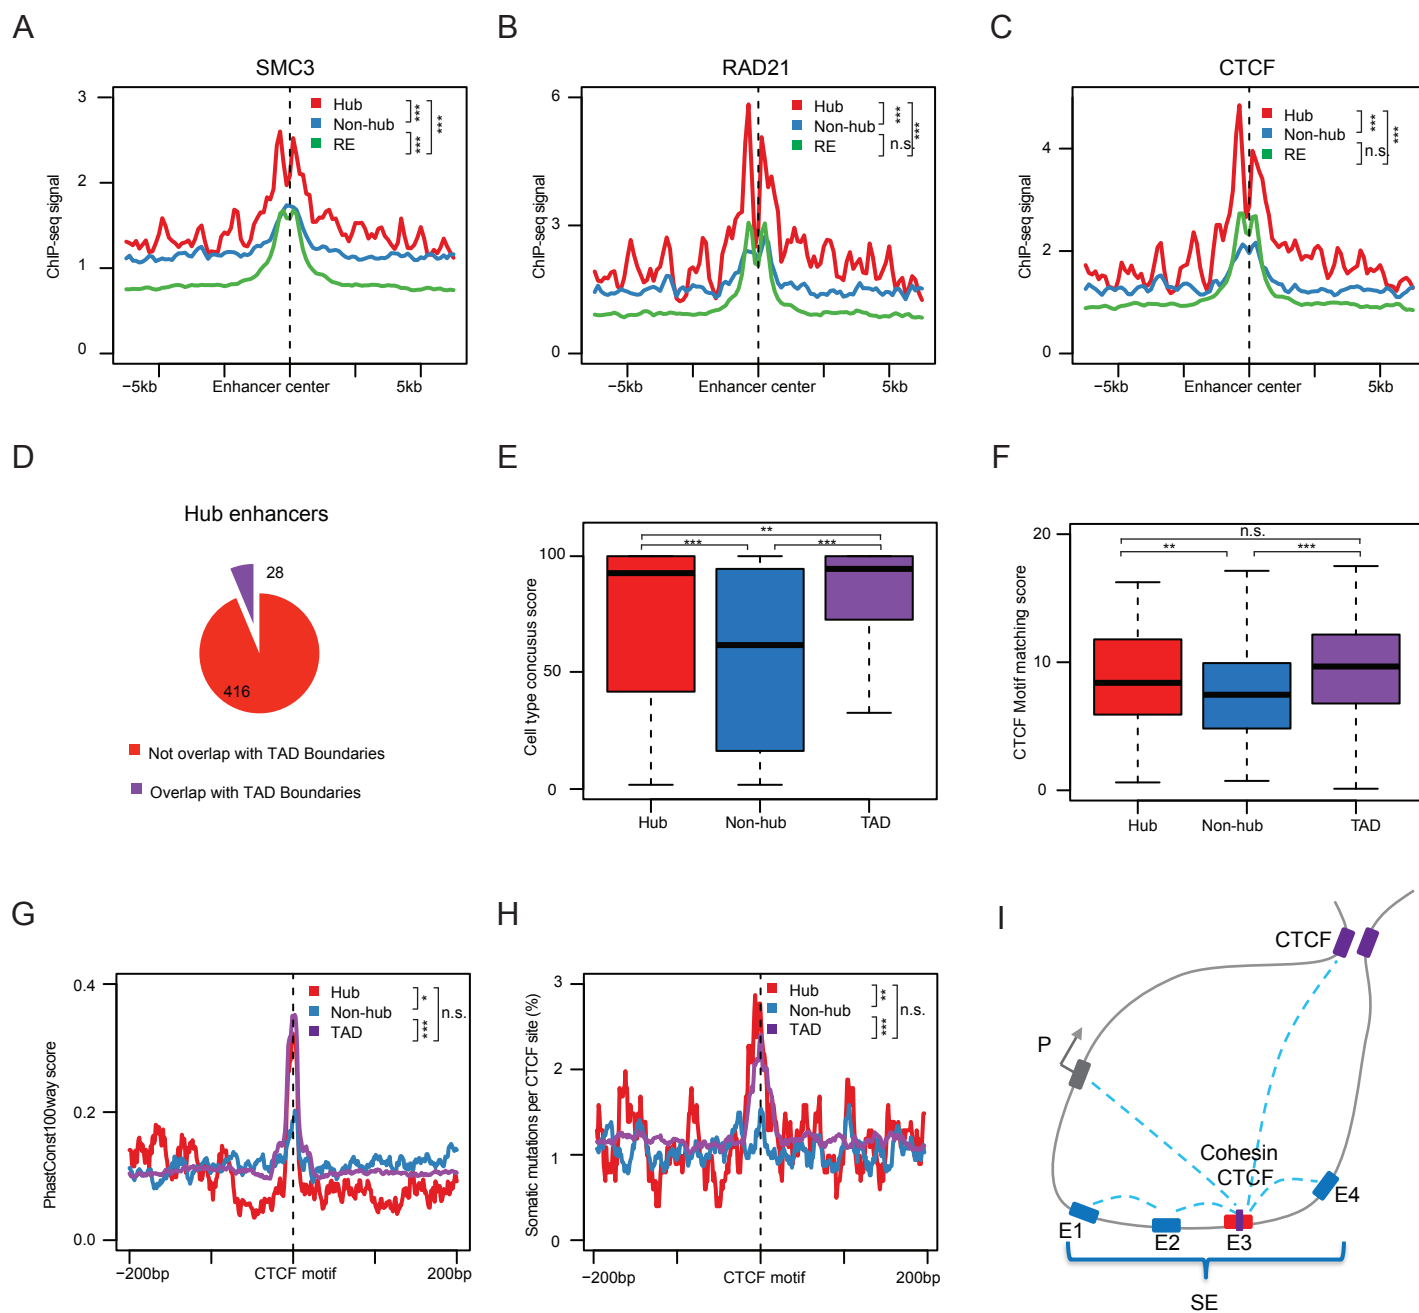 A
SMC3
ChIP-seq signal
3
2
1
0
Hub
Non-hub
RE
***
***
***
−5kb
Enhancer center
5kb
B
RAD21
ChIP-seq signal
6
3
0
Hub
Non-hub
RE
***
n.s.
***
−5kb
Enhancer center
5kb
C
CTCF
ChIP-seq signal
4
2
0
Hub
Non-hub
RE
***
n.s.
***
−5kb
Enhancer center
5kb
D
Hub enhancers
28
416
Not overlap with TAD Boundaries
Overlap with TAD Boundaries
E
Cell type concusus score
100
50
0
**
***
***
Hub
Non-hub
TAD
F
CTCF Motif matching score
20
10
0
n.s.
**
***
Hub
Non-hub
TAD
G
PhastConst100way score
0.4
0.2
0.0
Hub
Non-hub
TAD
*
***
n.s.
−200bp
CTCF motif
200bp
H
Somatic mutations per CTCF site (%)
3
2
1
0
Hub
Non-hub
TAD
**
***
n.s.
−200bp
CTCF motif
200bp
I
CTCF
P
Cohesin
CTCF
E1
E2
E3
E4
SE